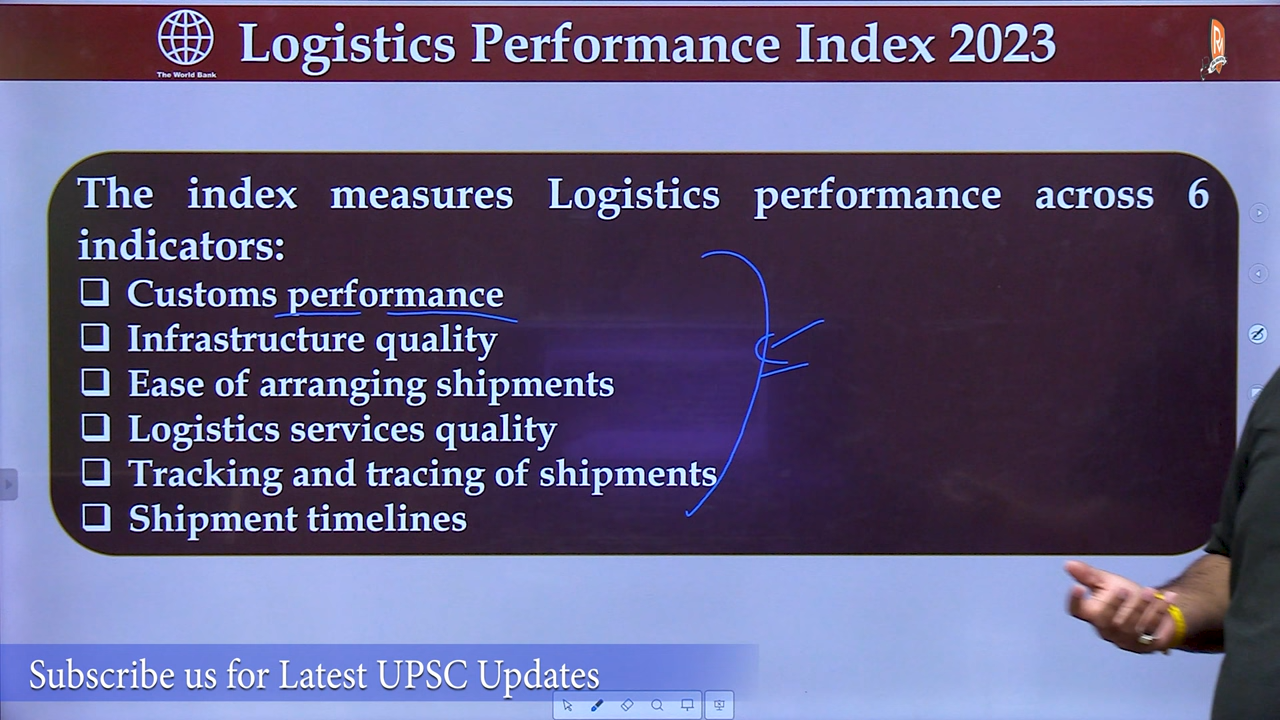 The World Bank
Logistics Performance Index 2023
The index measures Logistics performance across 6
indicators:
Customs performance
Infrastructure quality
Ease of arranging shipments
Logistics services quality
Tracking and tracing of shipments
Shipment timelines
Subscribe us for Latest UPSC Updates